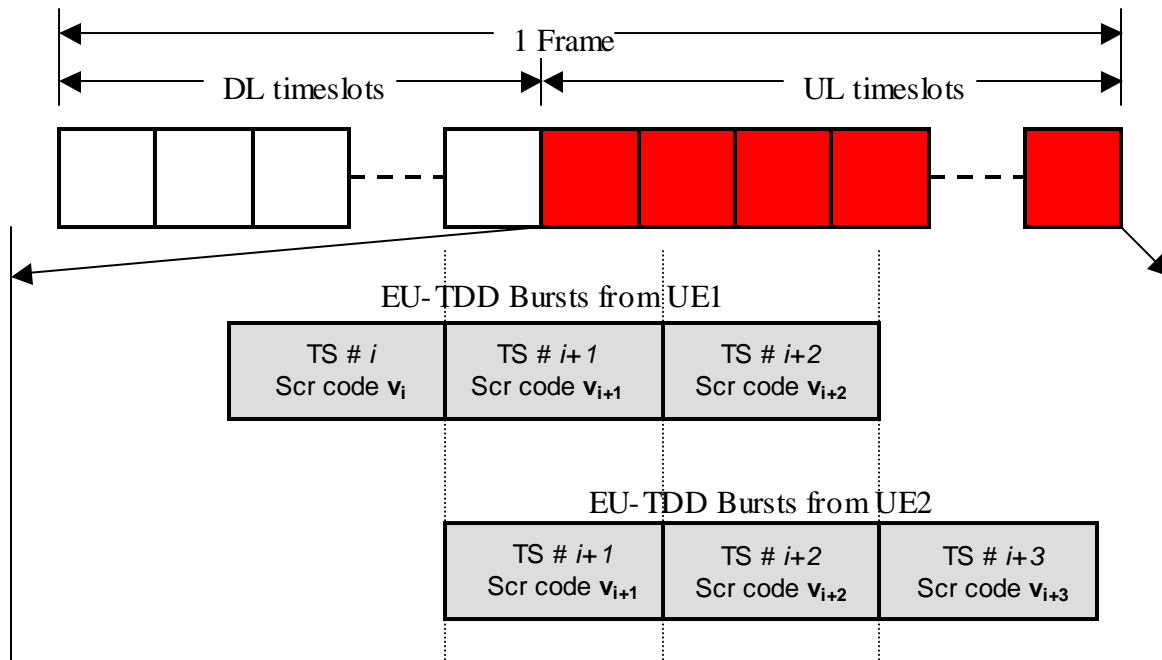 1 Frame
DL timeslots UL timeslots
EU-TDD Bursts from UE1
TS # i TS # i+1 TS # i+2
Scr code vi Scr code vi+1 Scr code vi+2
EU-TDD Bursts from UE2
TS # i+1 TS # i+2 TS # i+3
Scr code vi+1 Scr code vi+2 Scr code vi+3